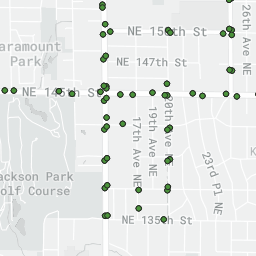 NE 150th St
26th Ave NE
aramount
Park
NE 147th St
NE 145th St
17th Ave NE
19th Ave NE
20th Ave NE
23rd Pl NE
K
ackson Park
olf Course
NE 135th St